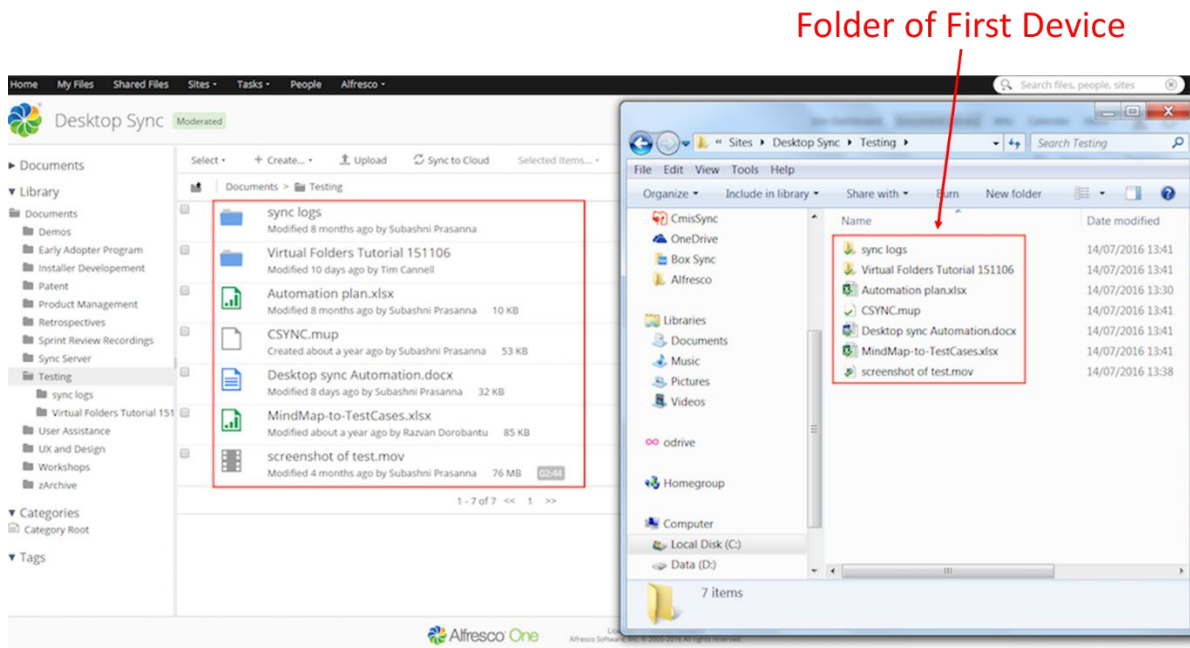 Folder of First Device
Home My Files Shared Files Sites Tasks People Alfresco
Search files, people, sites
Desktop Sync Moderated
Documents
Library
Documents
Demos
Early Adopter Program
Installer Developement
Patent
Product Management
Retrospectives
Sprint Review Recordings
Sync Server
Testing
sync logs
Virtual Folders Tutorial 151
User Assistance
UX and Design
Workshops
zArchive
Categories
Category Root
Tags
Select + Create... Upload Sync to Cloud Selected Items...
Documents > Testing
sync logs
Modified 8 months ago by Subashni Prasanna
Virtual Folders Tutorial 151106
Modified 10 days ago by Tim Cannell
Automation plan.xlsx
Modified 8 months ago by Subashni Prasanna 10 KB
CSYNC.mup
Created about a year ago by Subashni Prasanna 53 KB
Desktop sync Automation.docx
Modified 8 days ago by Subashni Prasanna 32 KB
MindMap-to-TestCases.xlsx
Modified about a year ago by Razvan Dorobantu 85 KB
screenshot of test.mov
Modified 4 months ago by Subashni Prasanna 76 MB 02:44
1 - 7 of 7 << 1 >>
Alfresco One
Alfresco Software, Inc. © 2005-2016 All rights reserved.
« Sites Desktop Sync Testing
Search Testing
File Edit View Tools Help
Organize Include in library Share with Burn New folder
CmisSync
OneDrive
Box Sync
Alfresco
Libraries
Documents
Music
Pictures
Videos
odrive
Homegroup
Computer
Local Disk (C:)
Data (D:)
Name Date modified
sync logs 14/07/2016 13:41
Virtual Folders Tutorial 151106 14/07/2016 13:41
Automation plan.xlsx 14/07/2016 13:30
CSYNC.mup 14/07/2016 13:41
Desktop sync Automation.docx 14/07/2016 13:41
MindMap-to-TestCases.xlsx 14/07/2016 13:41
screenshot of test.mov 14/07/2016 13:38
7 items